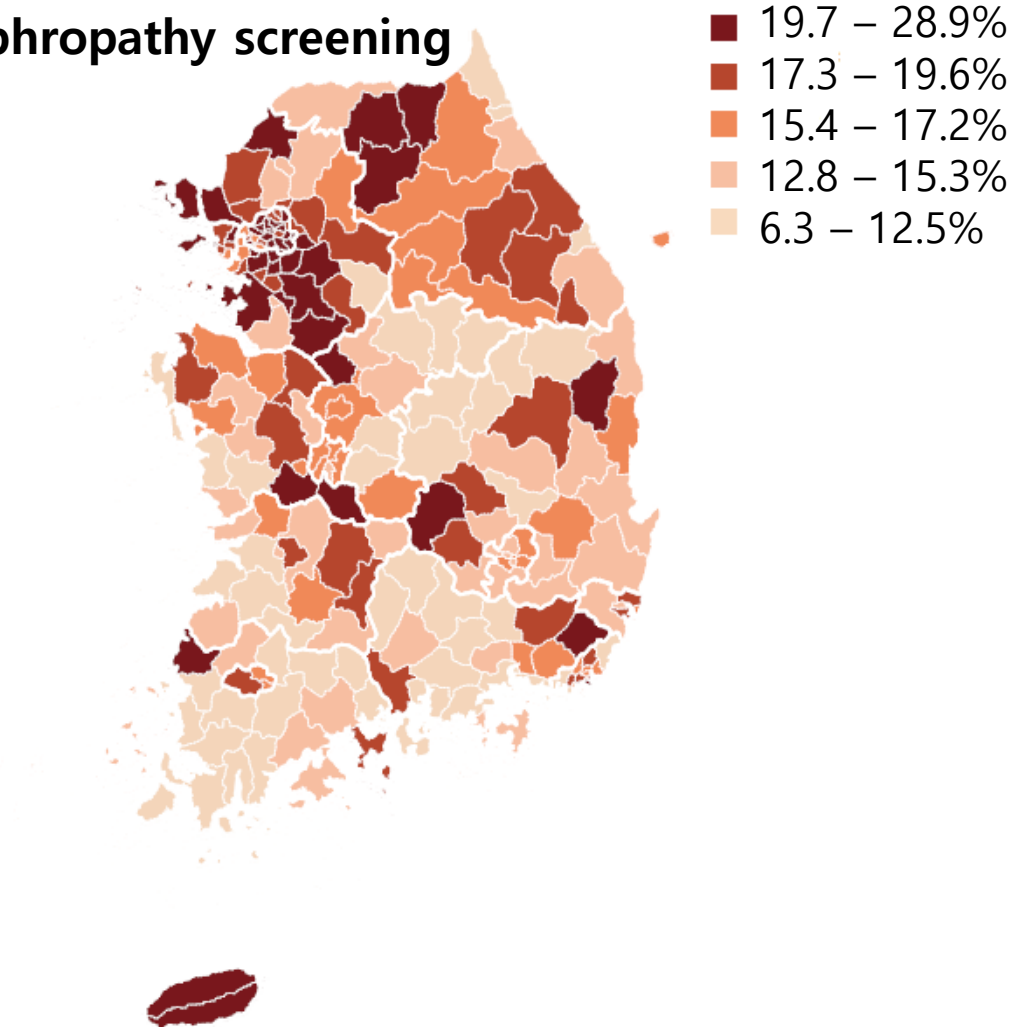 phropathy screening
19.7 – 28.9%
17.3 – 19.6%
15.4 – 17.2%
12.8 – 15.3%
6.3 – 12.5%